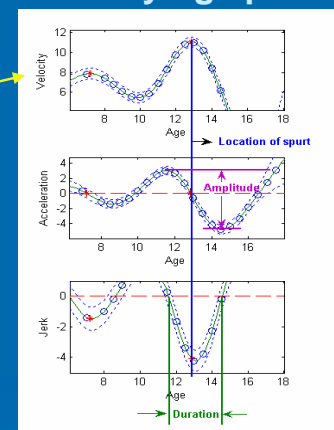 12
10
8
6
Velocity
8 10 12 14 16 18
Age
Location of spurt
4
2
0
-2
-4
Acceleration
Amplitude
8 10 12 14 16 18
Age
0
-2
-4
Jerk
8 10 12 14 16 18
Age
Duration